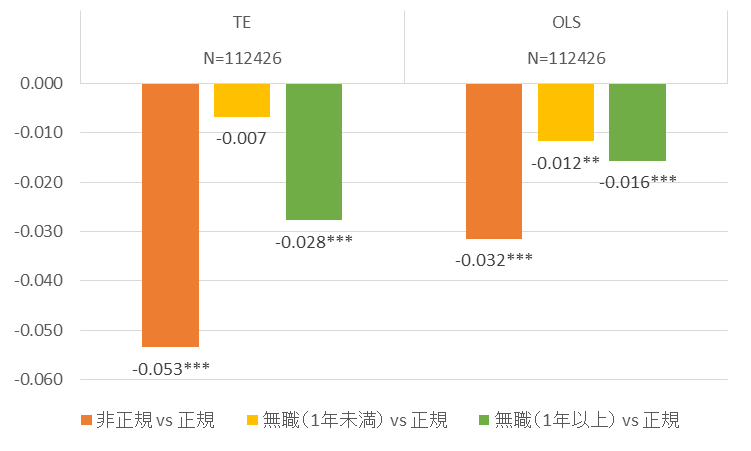 TE
OLS
N=112426
N=112426
0.000
-0.010
-0.020
-0.030
-0.040
-0.050
-0.060
-0.053***
-0.007
-0.028***
-0.032***
-0.012**
-0.016***
非正規 vs 正規
無職(1年未満) vs 正規
無職(1年以上) vs 正規